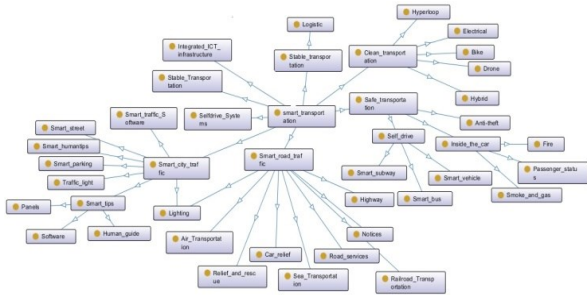 Hyperloop
Logistic
Electrical
Integrated_ICT_
infrastructure
Clean_transport
ation
Bike
Stable_transpor
tation
Drone
Stable_Transpor
tation
Hybrid
Safe_transporta
tion
Smart_traffic_S
oftware
Selfdrive_Syste
ms
smart_transport
ation
Anti-theft
Smart_street
Self_drive
Inside_the_car
Fire
Smart_humantips
Smart_city_traf
fic
Smart_road_traf
fic
Smart_parking
Passenger_statu
s
Smart_subway
Smart_vehicle
Traffic_light
Smoke_and_gas
Smart_tips
Highway
Smart_bus
Panels
Lighting
Software
Human_guide
Air_Transportat
ion
Notices
Car_relief
Road_services
Relief_and_resc
ue
Sea_Transportat
ion
Railroad_Transp
ortation